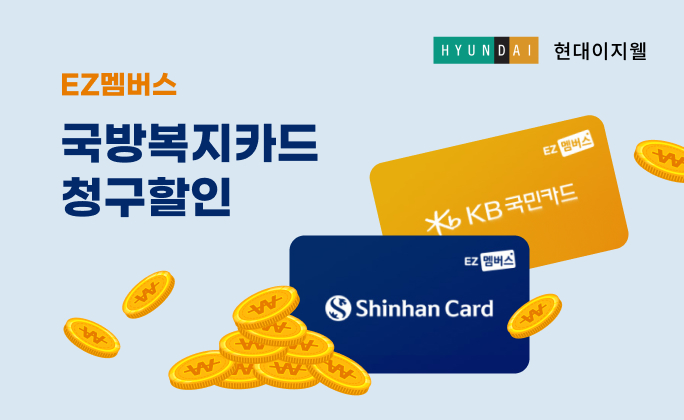 HYUNDAI 현대이지웰
EZ멤버스
국방복지카드
청구할인
EZ 멤버스
KB 국민카드
EZ 멤버스
Shinhan Card